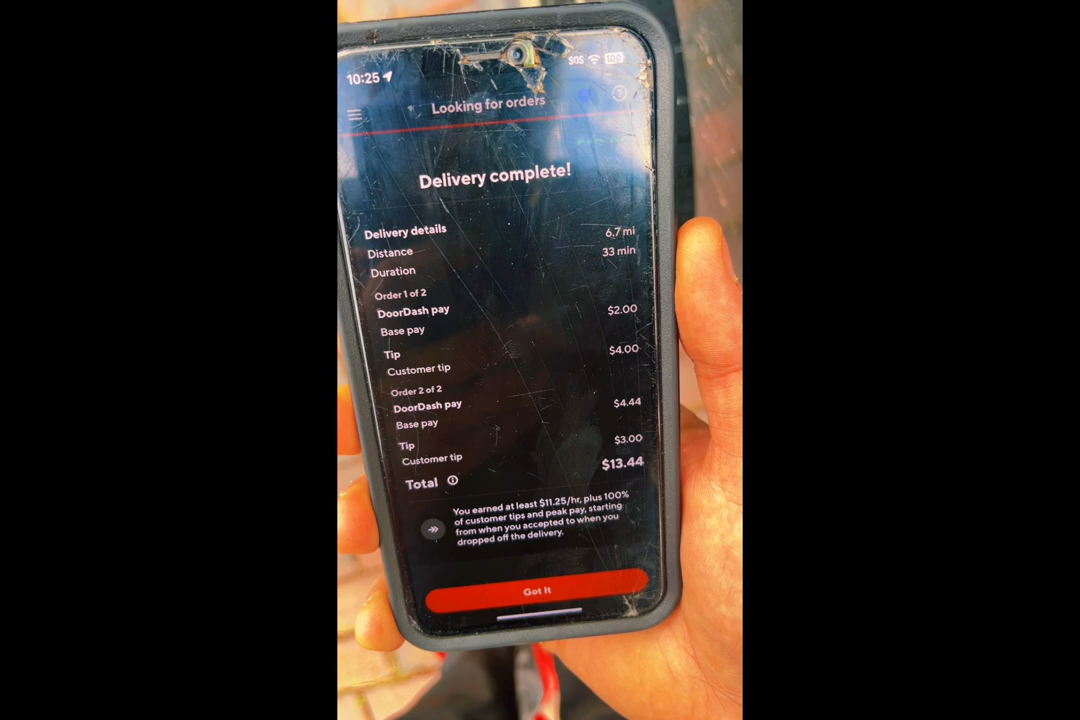 10:25 SOS 100
Looking for orders
Delivery complete!
Delivery details
Distance 6.7 mi
Duration 33 min
Order 1 of 2
DoorDash pay
Base pay $2.00
Tip
Customer tip $4.00
Order 2 of 2
DoorDash pay
Base pay $4.44
Tip
Customer tip $3.00
Total $13.44
You earned at least $11.25/hr, plus 100%
of customer tips and peak pay, starting
from when you accepted to when you
dropped off the delivery.
Got It